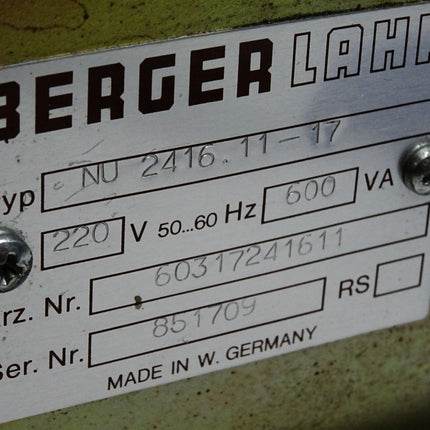 BERGER LAHR
Typ NU 2416.11-17
220 V 50...60 Hz 600 VA
Arz. Nr. 60317241611
Ser. Nr. 851709 RS
MADE IN W. GERMANY